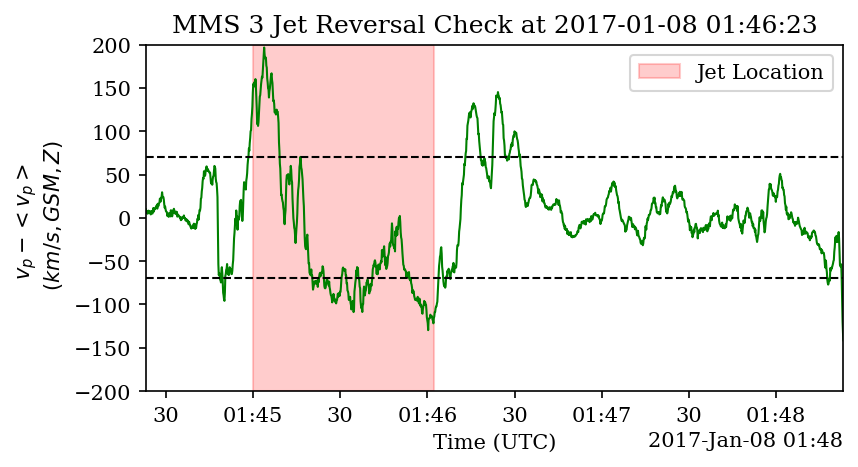 MMS 3 Jet Reversal Check at 2017-01-08 01:46:23
200
150
100
50
0
−50
−100
−150
−200
v_p − < v_p >
(km/s, GSM, Z)
Jet Location
30 01:45 30 01:46 30 01:47 30 01:48
Time (UTC)
2017-Jan-08 01:48